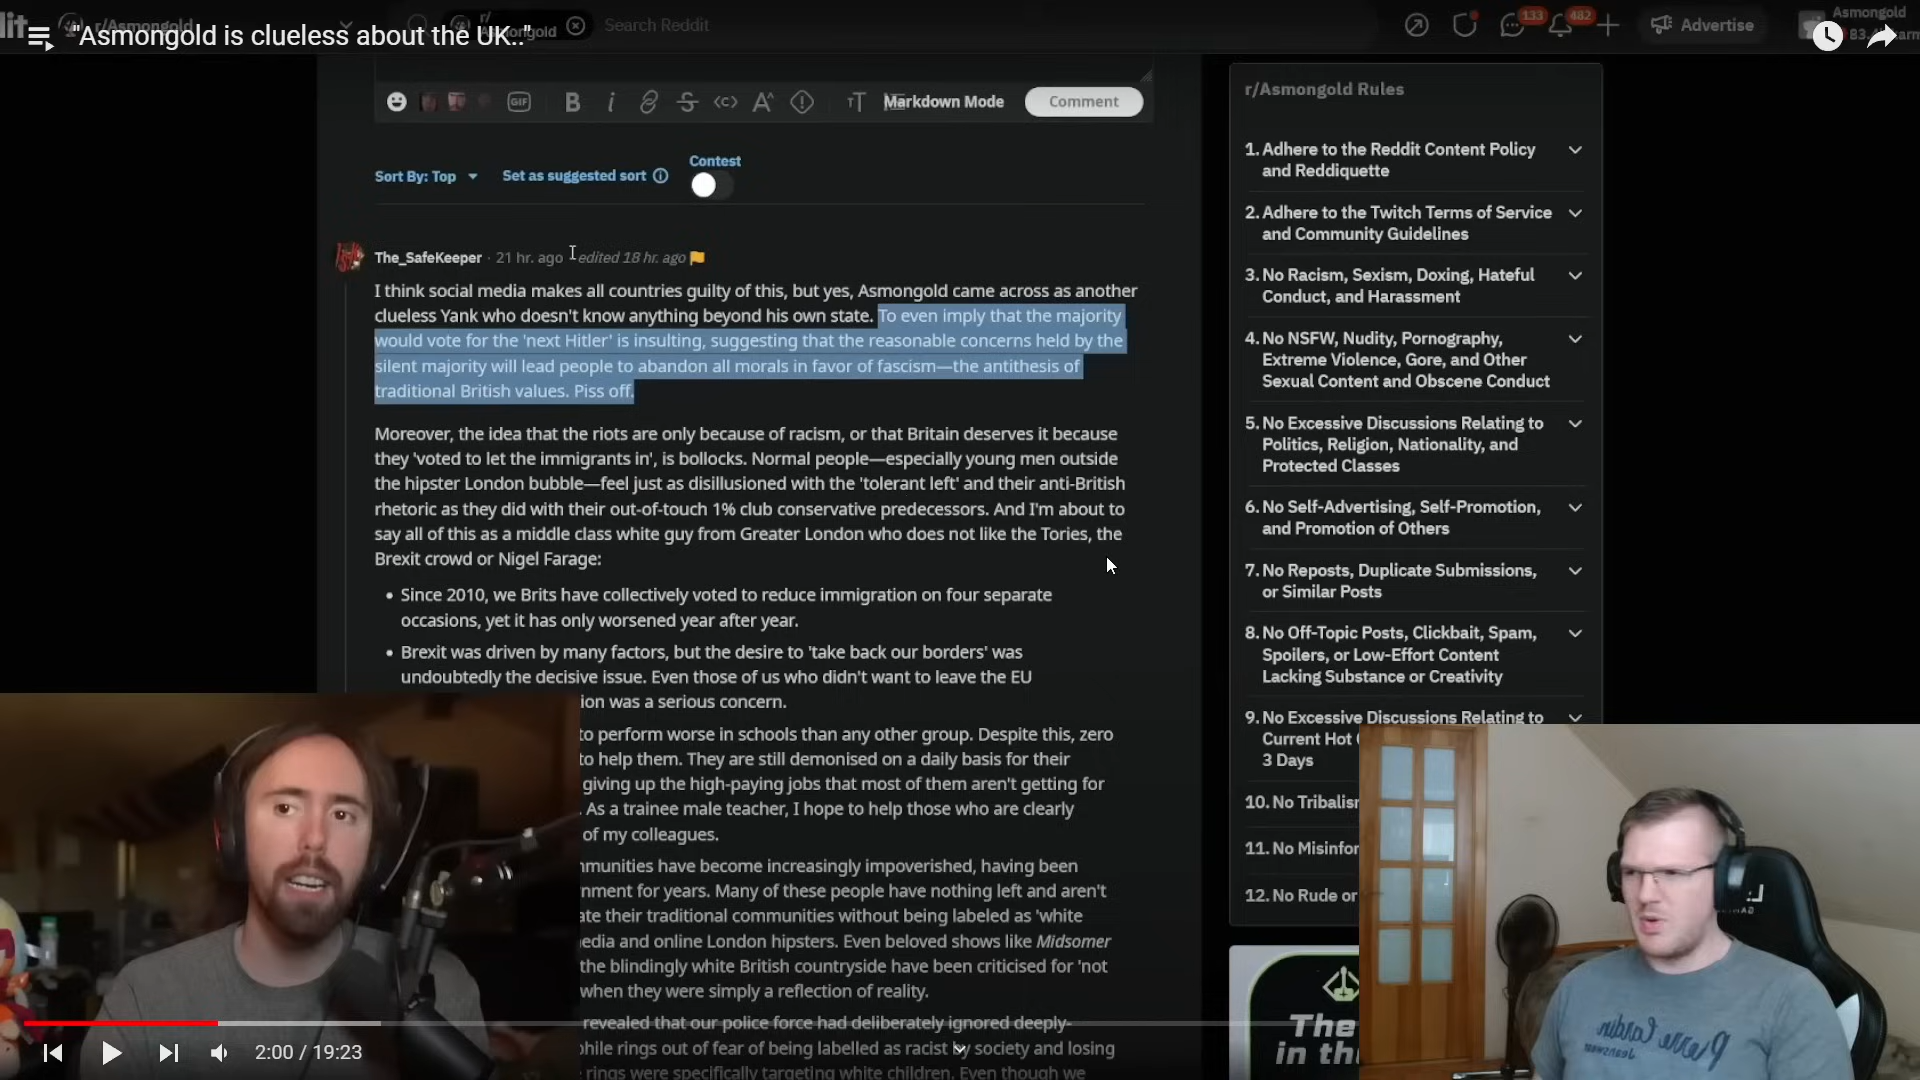 lit
r/Asmongold
"Asmongold is clueless about the UK.."
r/
Asmongold
Search Reddit
133
482
Advertise
Asmongold
GIF
Markdown Mode
Comment
Sort By: Top
Set as suggested sort
Contest
The_SafeKeeper · 21 hr. ago
edited 18 hr. ago
I think social media makes all countries guilty of this, but yes, Asmongold came across as another
clueless Yank who doesn't know anything beyond his own state. To even imply that the majority
would vote for the 'next Hitler' is insulting, suggesting that the reasonable concerns held by the
silent majority will lead people to abandon all morals in favor of fascism—the antithesis of
traditional British values. Piss off.
Moreover, the idea that the riots are only because of racism, or that Britain deserves it because
they 'voted to let the immigrants in', is bollocks. Normal people—especially young men outside
the hipster London bubble—feel just as disillusioned with the 'tolerant left' and their anti-British
rhetoric as they did with their out-of-touch 1% club conservative predecessors. And I'm about to
say all of this as a middle class white guy from Greater London who does not like the Tories, the
Brexit crowd or Nigel Farage:
• Since 2010, we Brits have collectively voted to reduce immigration on four separate
occasions, yet it has only worsened year after year.
• Brexit was driven by many factors, but the desire to 'take back our borders' was
undoubtedly the decisive issue. Even those of us who didn't want to leave the EU
ion was a serious concern.
to perform worse in schools than any other group. Despite this, zero
to help them. They are still demonised on a daily basis for their
giving up the high-paying jobs that most of them aren't getting for
. As a trainee male teacher, I hope to help those who are clearly
of my colleagues.
mmunities have become increasingly impoverished, having been
nment for years. Many of these people have nothing left and aren't
ate their traditional communities without being labeled as 'white
edia and online London hipsters. Even beloved shows like Midsomer
the blindingly white British countryside have been criticised for 'not
when they were simply a reflection of reality.
revealed that our police force had deliberately ignored deeply-
phile rings out of fear of being labelled as racist by society and losing
rings were specifically targeting white children. Even though we
r/Asmongold Rules
1. Adhere to the Reddit Content Policy
and Reddiquette
2. Adhere to the Twitch Terms of Service
and Community Guidelines
3. No Racism, Sexism, Doxing, Hateful
Conduct, and Harassment
4. No NSFW, Nudity, Pornography,
Extreme Violence, Gore, and Other
Sexual Content and Obscene Conduct
5. No Excessive Discussions Relating to
Politics, Religion, Nationality, and
Protected Classes
6. No Self-Advertising, Self-Promotion,
and Promotion of Others
7. No Reposts, Duplicate Submissions,
or Similar Posts
8. No Off-Topic Posts, Clickbait, Spam,
Spoilers, or Low-Effort Content
Lacking Substance or Creativity
9. No Excessive Discussions Relating to
Current Hot
3 Days
10. No Tribalis
11. No Misinfor
12. No Rude or
The
in th
Pierre Cardin
2:00 / 19:23